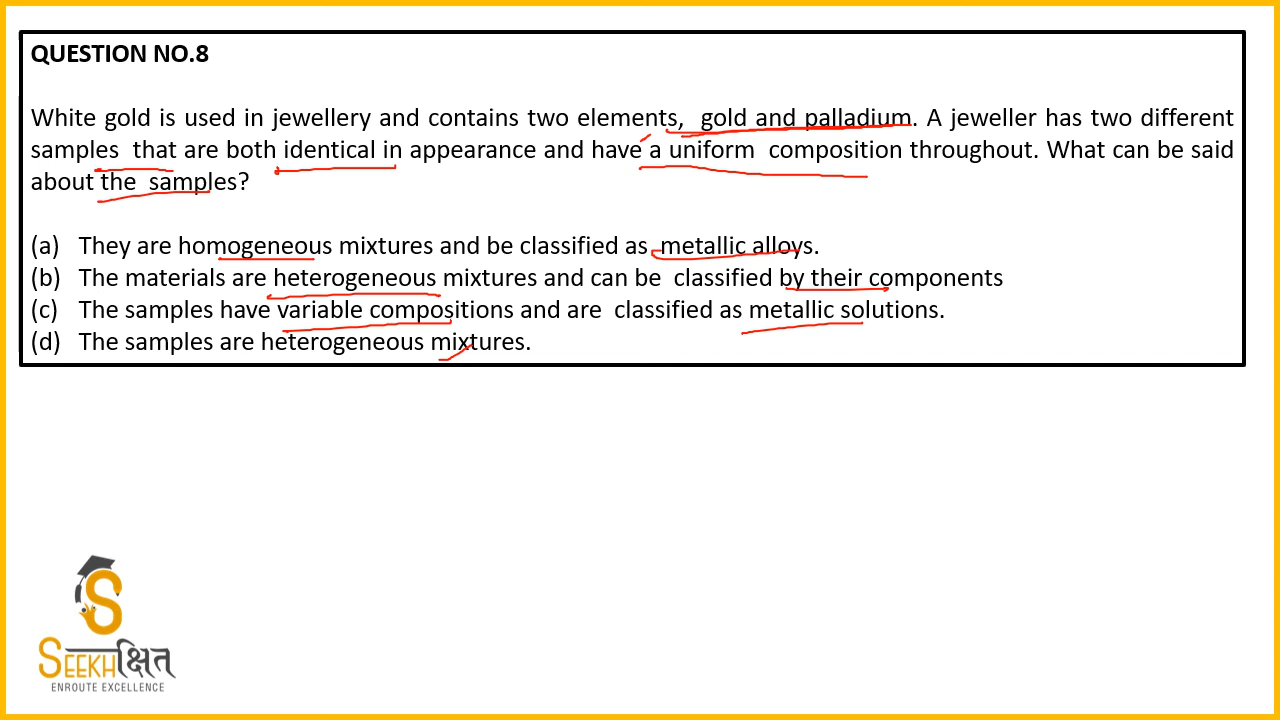 QUESTION NO.8
White gold is used in jewellery and contains two elements, gold and palladium. A jeweller has two different
samples that are both identical in appearance and have a uniform composition throughout. What can be said
about the samples?
(a) They are homogeneous mixtures and be classified as metallic alloys.
(b) The materials are heterogeneous mixtures and can be classified by their components
(c) The samples have variable compositions and are classified as metallic solutions.
(d) The samples are heterogeneous mixtures.
S
SEEKHक्षित
ENROUTE EXCELLENCE